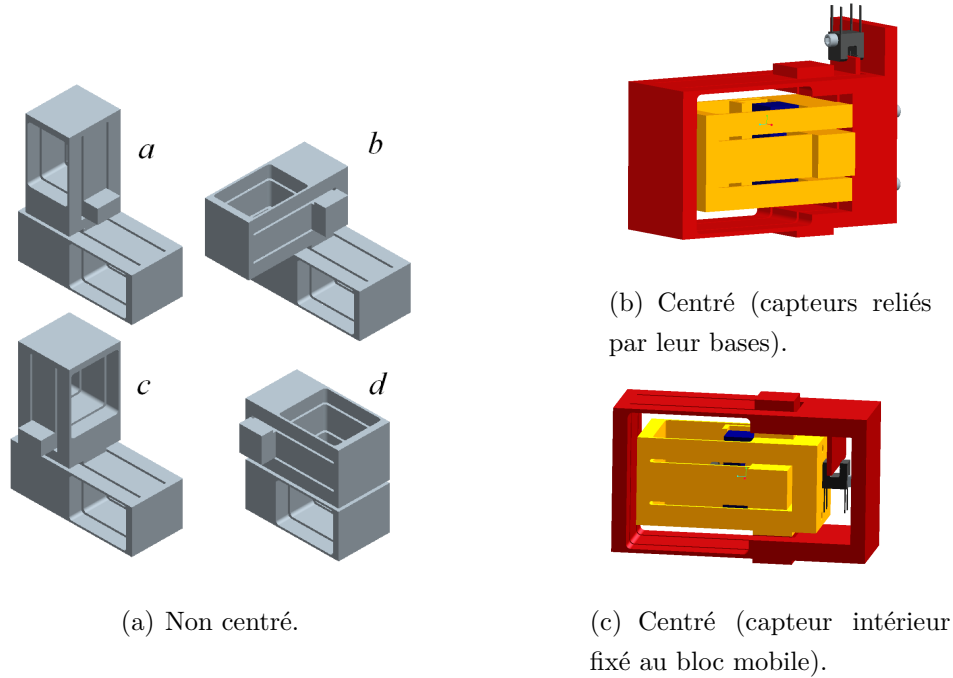 a
b
c
d
(a) Non centré.
(b) Centré (capteurs reliés
par leur bases).
(c) Centré (capteur intérieur
fixé au bloc mobile).